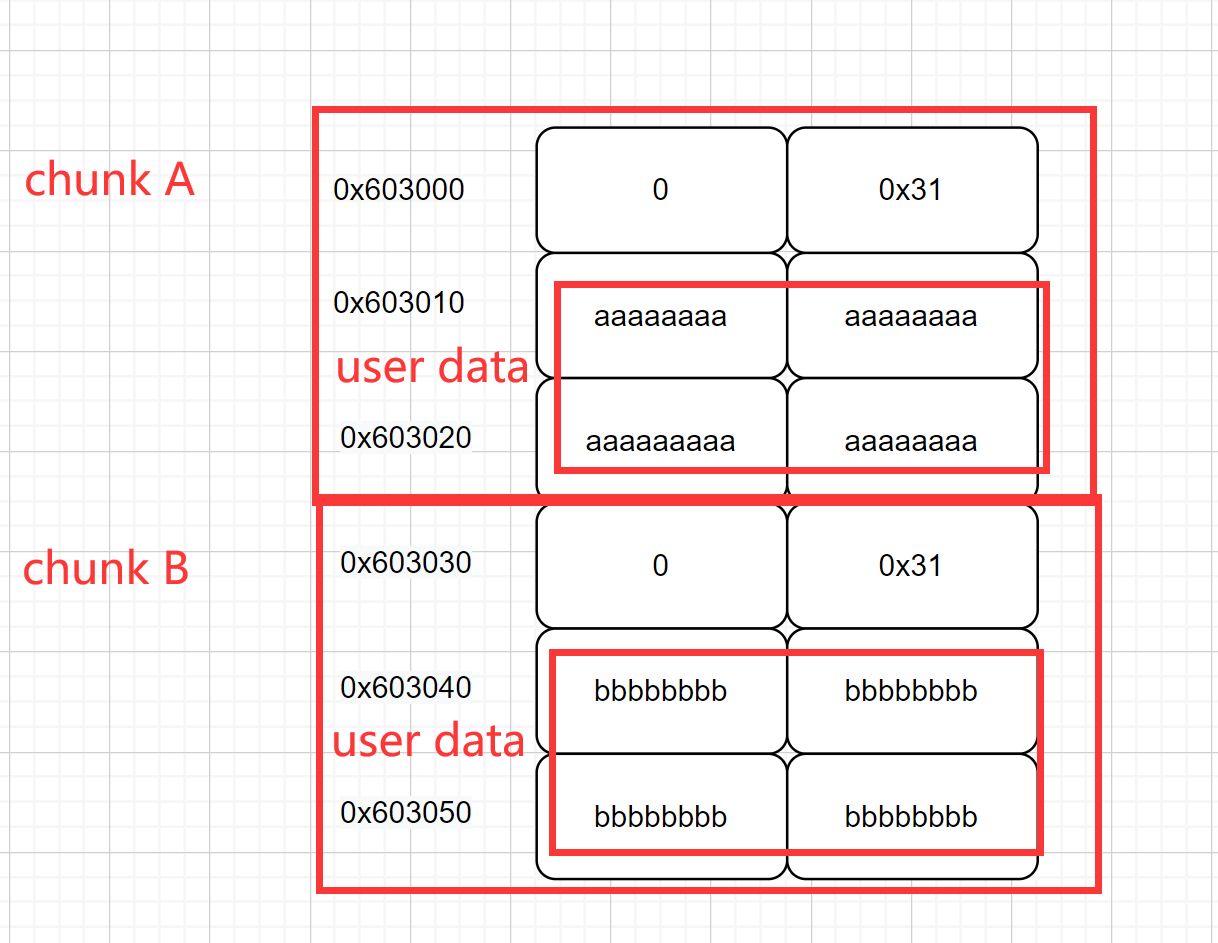 chunk A
0x603000 0 0x31
0x603010 aaaaaaaa aaaaaaaa
user data
0x603020 aaaaaaaaa aaaaaaaa
chunk B
0x603030 0 0x31
0x603040 bbbbbbbb bbbbbbbb
user data
0x603050 bbbbbbbb bbbbbbbb